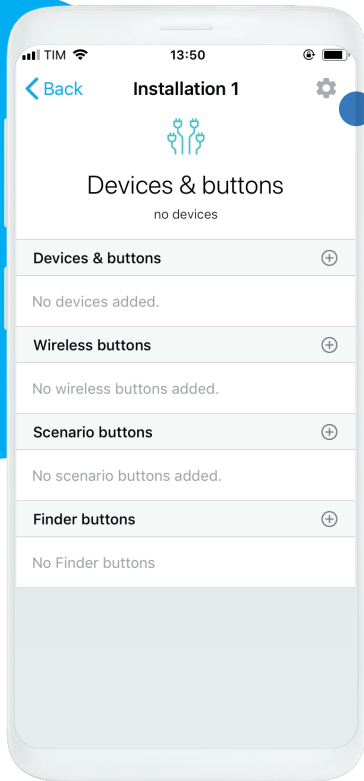 TIM 13:50
Back Installation 1
Devices & buttons
no devices
Devices & buttons
No devices added.
Wireless buttons
No wireless buttons added.
Scenario buttons
No scenario buttons added.
Finder buttons
No Finder buttons